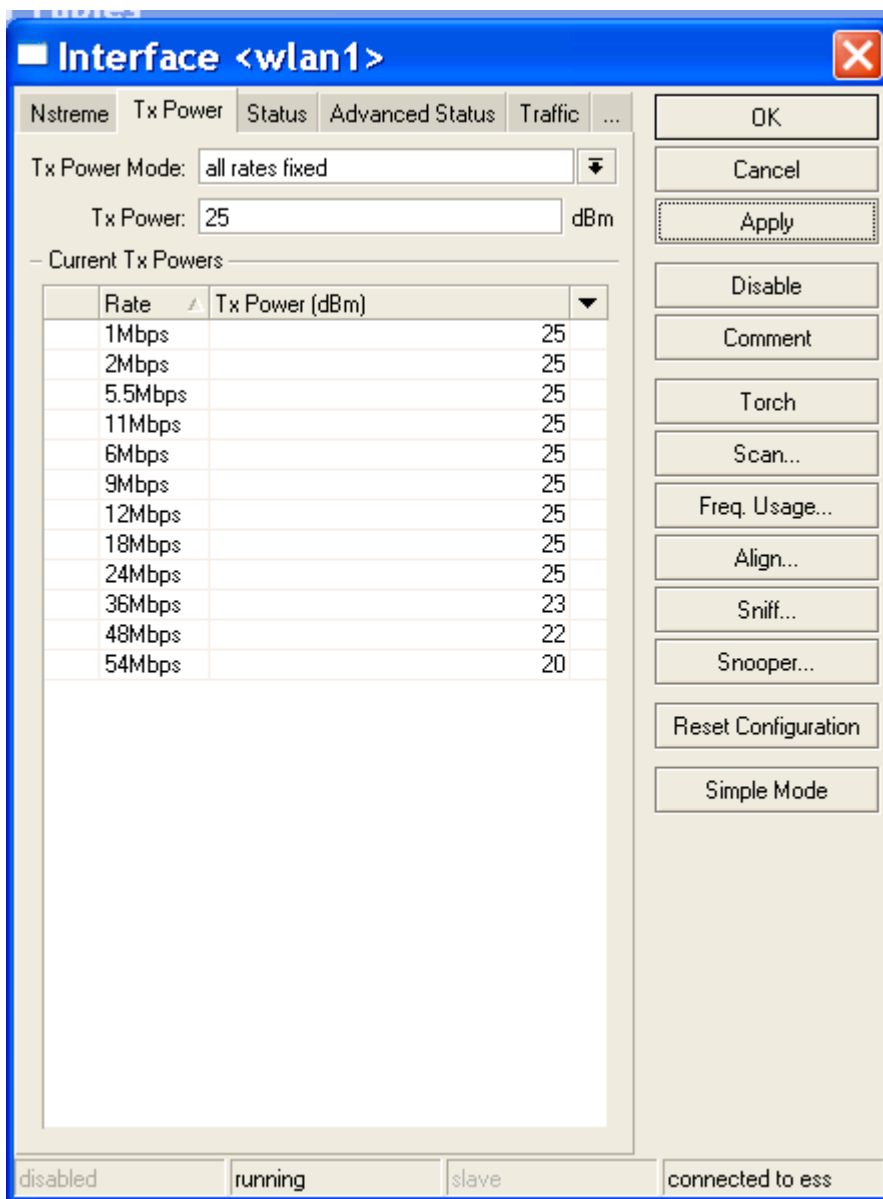 Interface <wlan1>
Nstreme Tx Power Status Advanced Status Traffic ...
Tx Power Mode: all rates fixed
Tx Power: 25 dBm
Current Tx Powers
Rate Tx Power (dBm)
1Mbps 25
2Mbps 25
5.5Mbps 25
11Mbps 25
6Mbps 25
9Mbps 25
12Mbps 25
18Mbps 25
24Mbps 25
36Mbps 23
48Mbps 22
54Mbps 20
OK
Cancel
Apply
Disable
Comment
Torch
Scan...
Freq. Usage...
Align...
Sniff...
Snooper...
Reset Configuration
Simple Mode
disabled running slave connected to ess